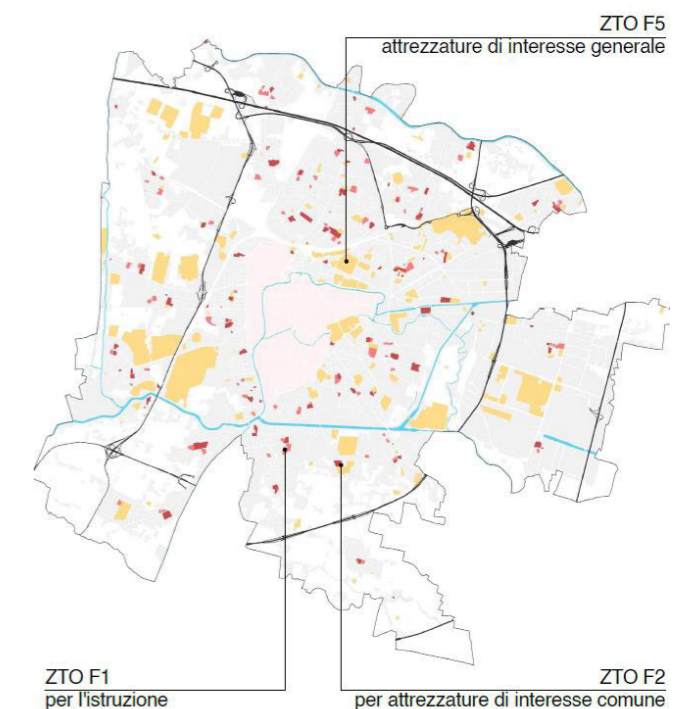 ZTO F5
attrezzature di interesse generale
ZTO F1
per l'istruzione
ZTO F2
per attrezzature di interesse comune